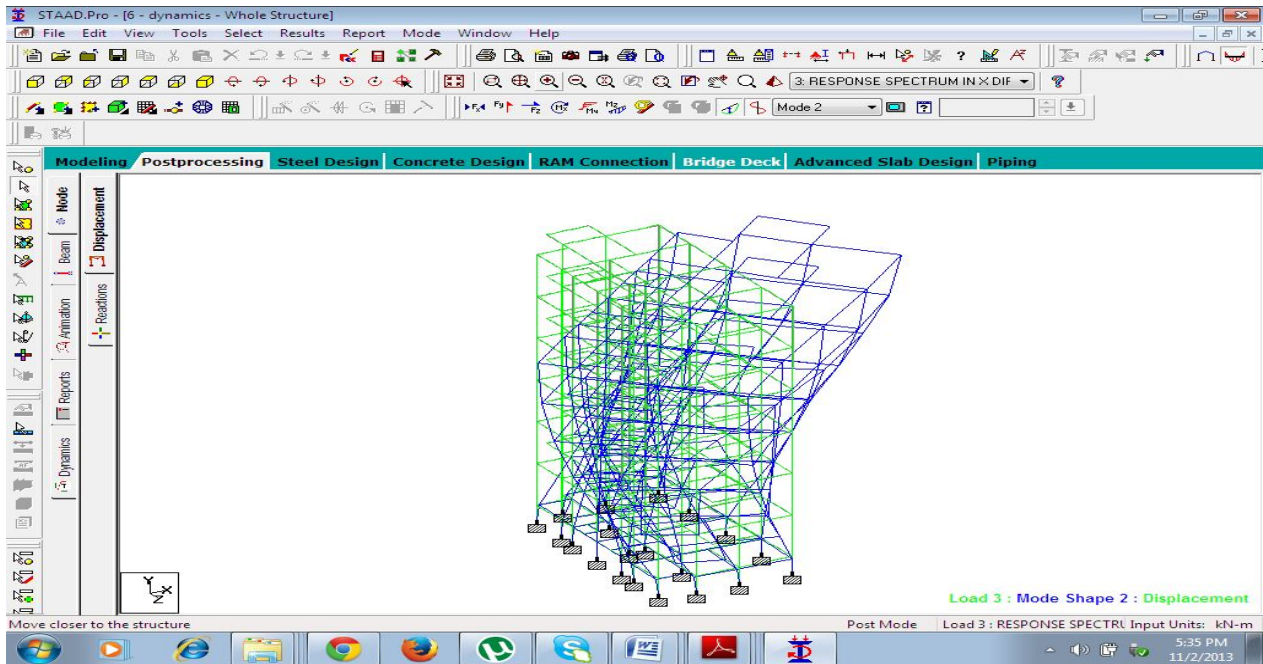 STAAD.Pro - [6 - dynamics - Whole Structure]
File Edit View Tools Select Results Report Mode Window Help
3: RESPONSE SPECTRUM IN X DIF
Mode 2
Modeling Postprocessing Steel Design Concrete Design RAM Connection Bridge Deck Advanced Slab Design Piping
Node
Beam
Animation
Reports
Dynamics
Displacement
Reactions
Y
X
Z
Load 3 : Mode Shape 2 : Displacement
Move closer to the structure Post Mode Load 3 : RESPONSE SPECTRU Input Units: kN-m
5:35 PM
11/2/2013